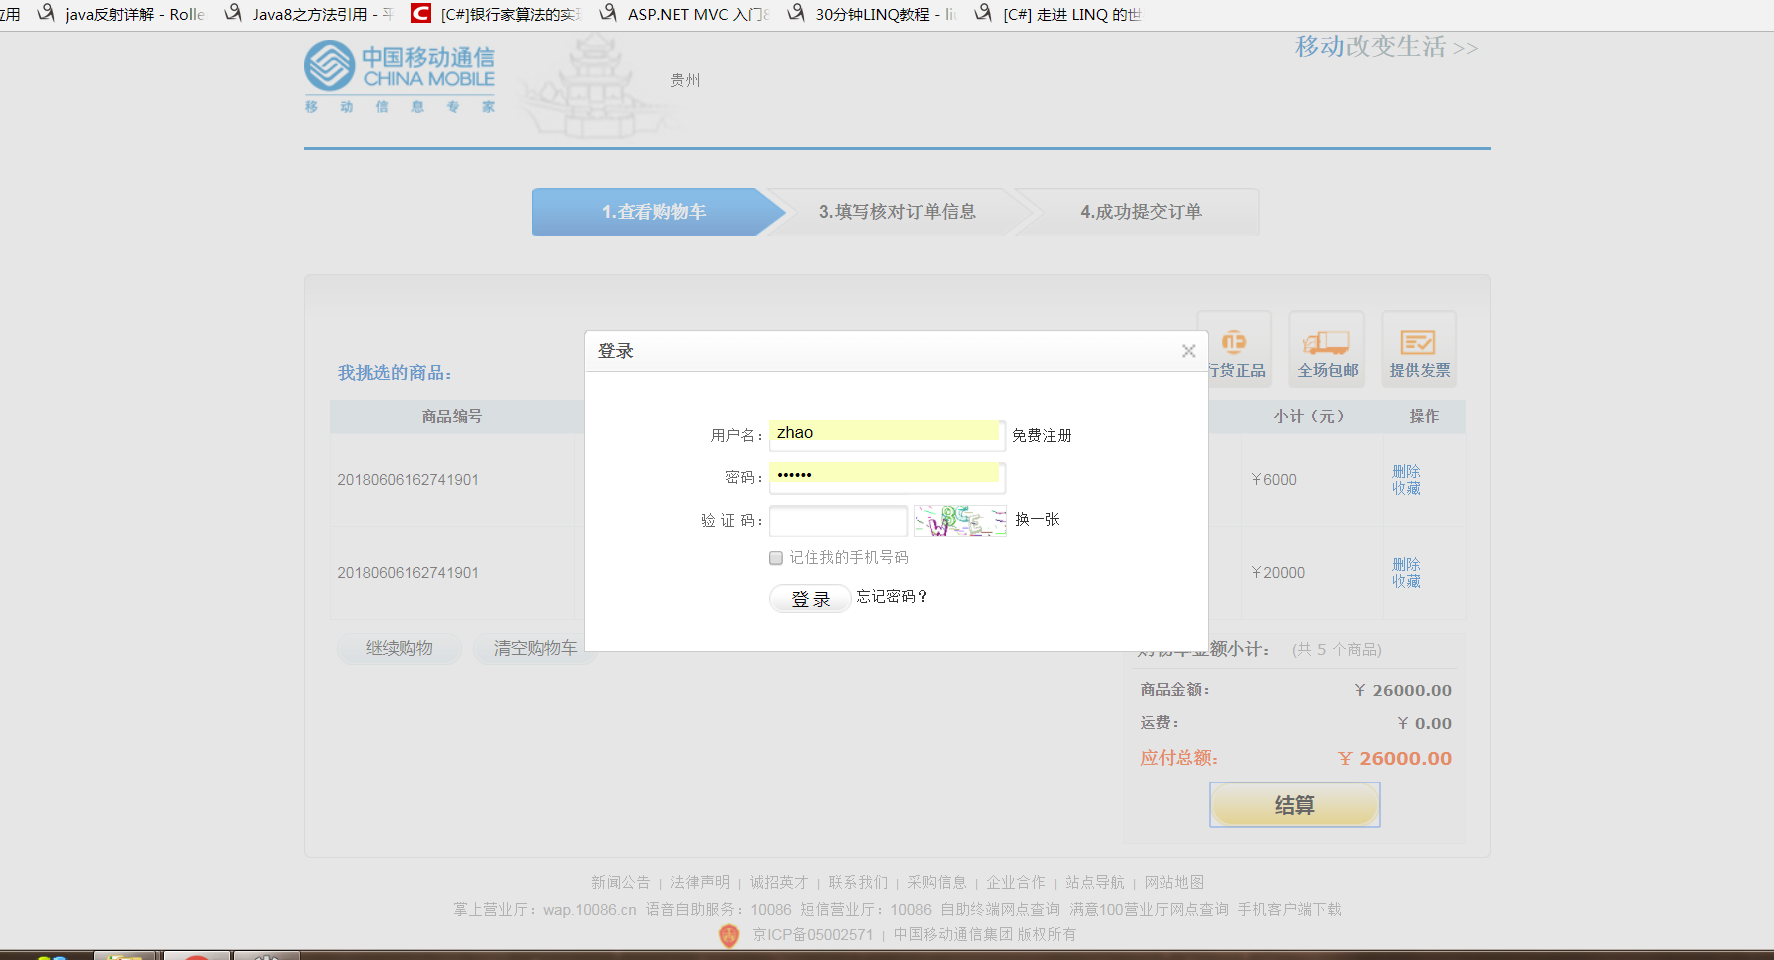 应用 java反射详解 - Rolle Java8之方法引用 - 平 [C#]银行家算法的实现 ASP.NET MVC 入门8 30分钟LINQ教程 - li [C#] 走进 LINQ 的世
中国移动通信
CHINA MOBILE
移动信息专家
贵州
移动改变生活 >>
1.查看购物车 3.填写核对订单信息 4.成功提交订单
登录
行货正品 全场包邮 提供发票
我挑选的商品：
商品编号 小计（元） 操作
用户名： zhao 免费注册
密码： ••••••
验 证 码： 换一张
记住我的手机号码
登 录 忘记密码？
20180606162741901 ￥6000 删除
收藏
20180606162741901 ￥20000 删除
收藏
继续购物 清空购物车
购物车金额小计： (共 5 个商品)
商品金额： ￥ 26000.00
运费： ￥ 0.00
应付总额： ￥ 26000.00
结算
新闻公告 | 法律声明 | 诚招英才 | 联系我们 | 采购信息 | 企业合作 | 站点导航 | 网站地图
掌上营业厅：wap.10086.cn 语音自助服务：10086 短信营业厅：10086 自助终端网点查询 满意100营业厅网点查询 手机客户端下载
京ICP备05002571 | 中国移动通信集团 版权所有